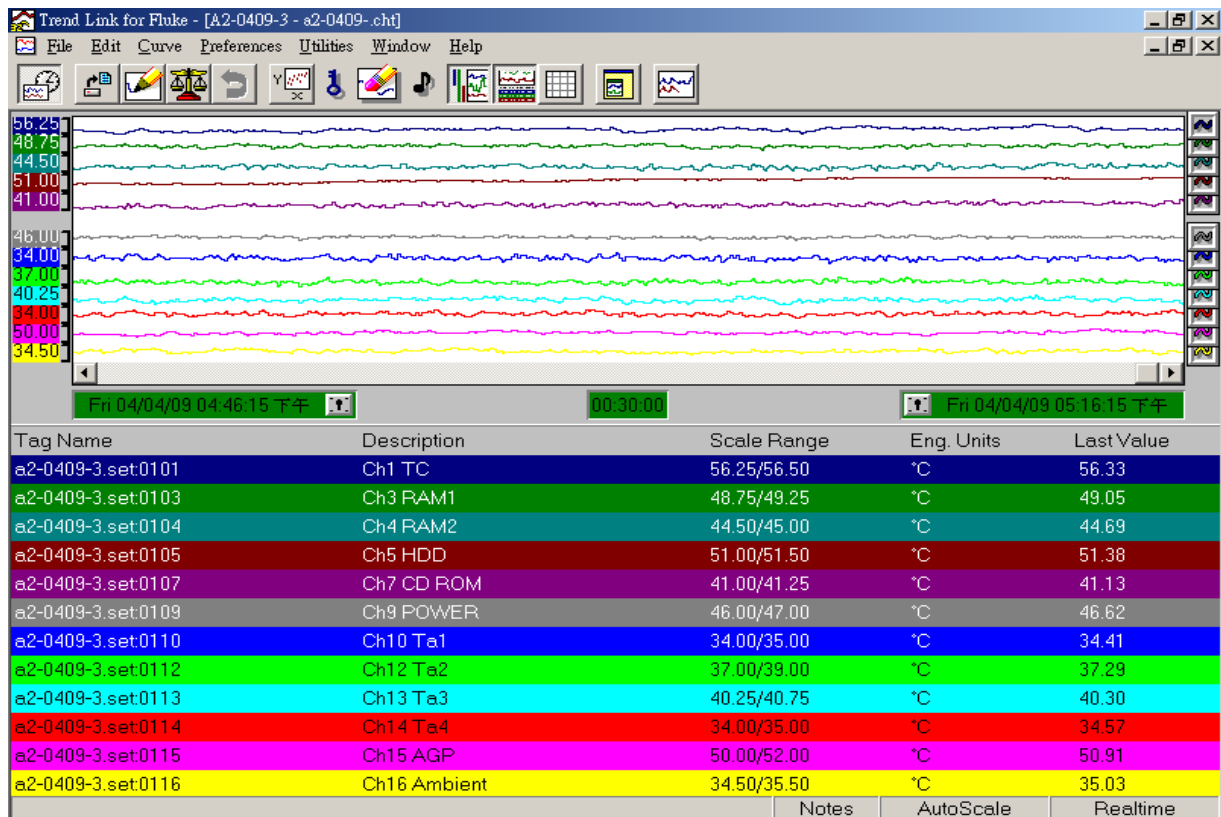 Trend Link for Fluke - [A2-0409-3 - a2-0409-.cht]
File Edit Curve Preferences Utilities Window Help
Y
X
56.25
48.75
44.50
51.00
41.00
46.00
34.00
37.00
40.25
34.00
50.00
34.50
Fri 04/04/09 04:46:15 下午 00:30:00 Fri 04/04/09 05:16:15 下午
Tag Name Description Scale Range Eng. Units Last Value
a2-0409-3.set:0101 Ch1 TC 56.25/56.50 °C 56.33
a2-0409-3.set:0103 Ch3 RAM1 48.75/49.25 °C 49.05
a2-0409-3.set:0104 Ch4 RAM2 44.50/45.00 °C 44.69
a2-0409-3.set:0105 Ch5 HDD 51.00/51.50 °C 51.38
a2-0409-3.set:0107 Ch7 CD ROM 41.00/41.25 °C 41.13
a2-0409-3.set:0109 Ch9 POWER 46.00/47.00 °C 46.62
a2-0409-3.set:0110 Ch10 Ta1 34.00/35.00 °C 34.41
a2-0409-3.set:0112 Ch12 Ta2 37.00/39.00 °C 37.29
a2-0409-3.set:0113 Ch13 Ta3 40.25/40.75 °C 40.30
a2-0409-3.set:0114 Ch14 Ta4 34.00/35.00 °C 34.57
a2-0409-3.set:0115 Ch15 AGP 50.00/52.00 °C 50.91
a2-0409-3.set:0116 Ch16 Ambient 34.50/35.50 °C 35.03
Notes AutoScale Realtime